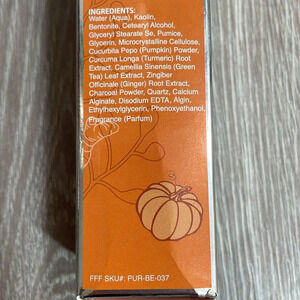 INGREDIENTS:
Water (Aqua), Kaolin,
Bentonite, Cetearyl Alcohol,
Glyceryl Stearate Se, Pumice,
Glycerin, Microcrystalline Cellulose,
Cucurbita Pepo (Pumpkin) Powder,
Curcuma Longa (Turmeric) Root
Extract, Camellia Sinensis (Green
Tea) Leaf Extract, Zingiber
Officinale (Ginger) Root Extract,
Charcoal Powder, Quartz, Calcium
Alginate, Disodium EDTA, Algin,
Ethylhexylglycerin, Phenoxyethanol,
Fragrance (Parfum)
FFF SKU#: PUR-BE-037